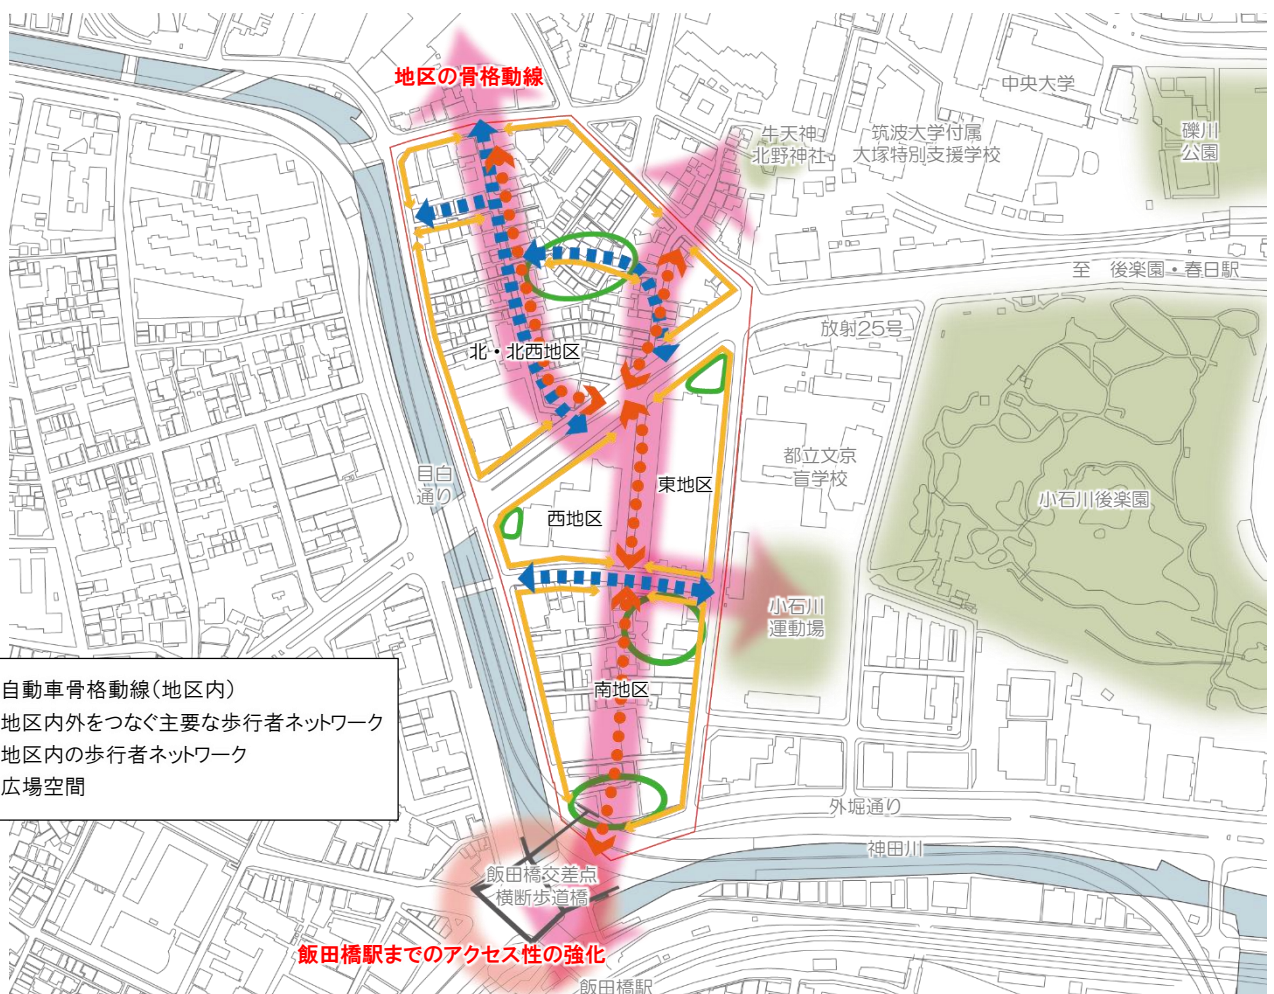 地区の骨格動線
中央大学
牛天神
北野神社
筑波大学付属
大塚特別支援学校
礫川
公園
至 後楽園・春日駅
放射25号
北・北西地区
目白
通り
東地区
都立文京
盲学校
小石川後楽園
西地区
小石川
運動場
南地区
自動車骨格動線(地区内)
地区内外をつなぐ主要な歩行者ネットワーク
地区内の歩行者ネットワーク
広場空間
外堀通り
神田川
飯田橋交差点
横断歩道橋
飯田橋駅までのアクセス性の強化
飯田橋駅